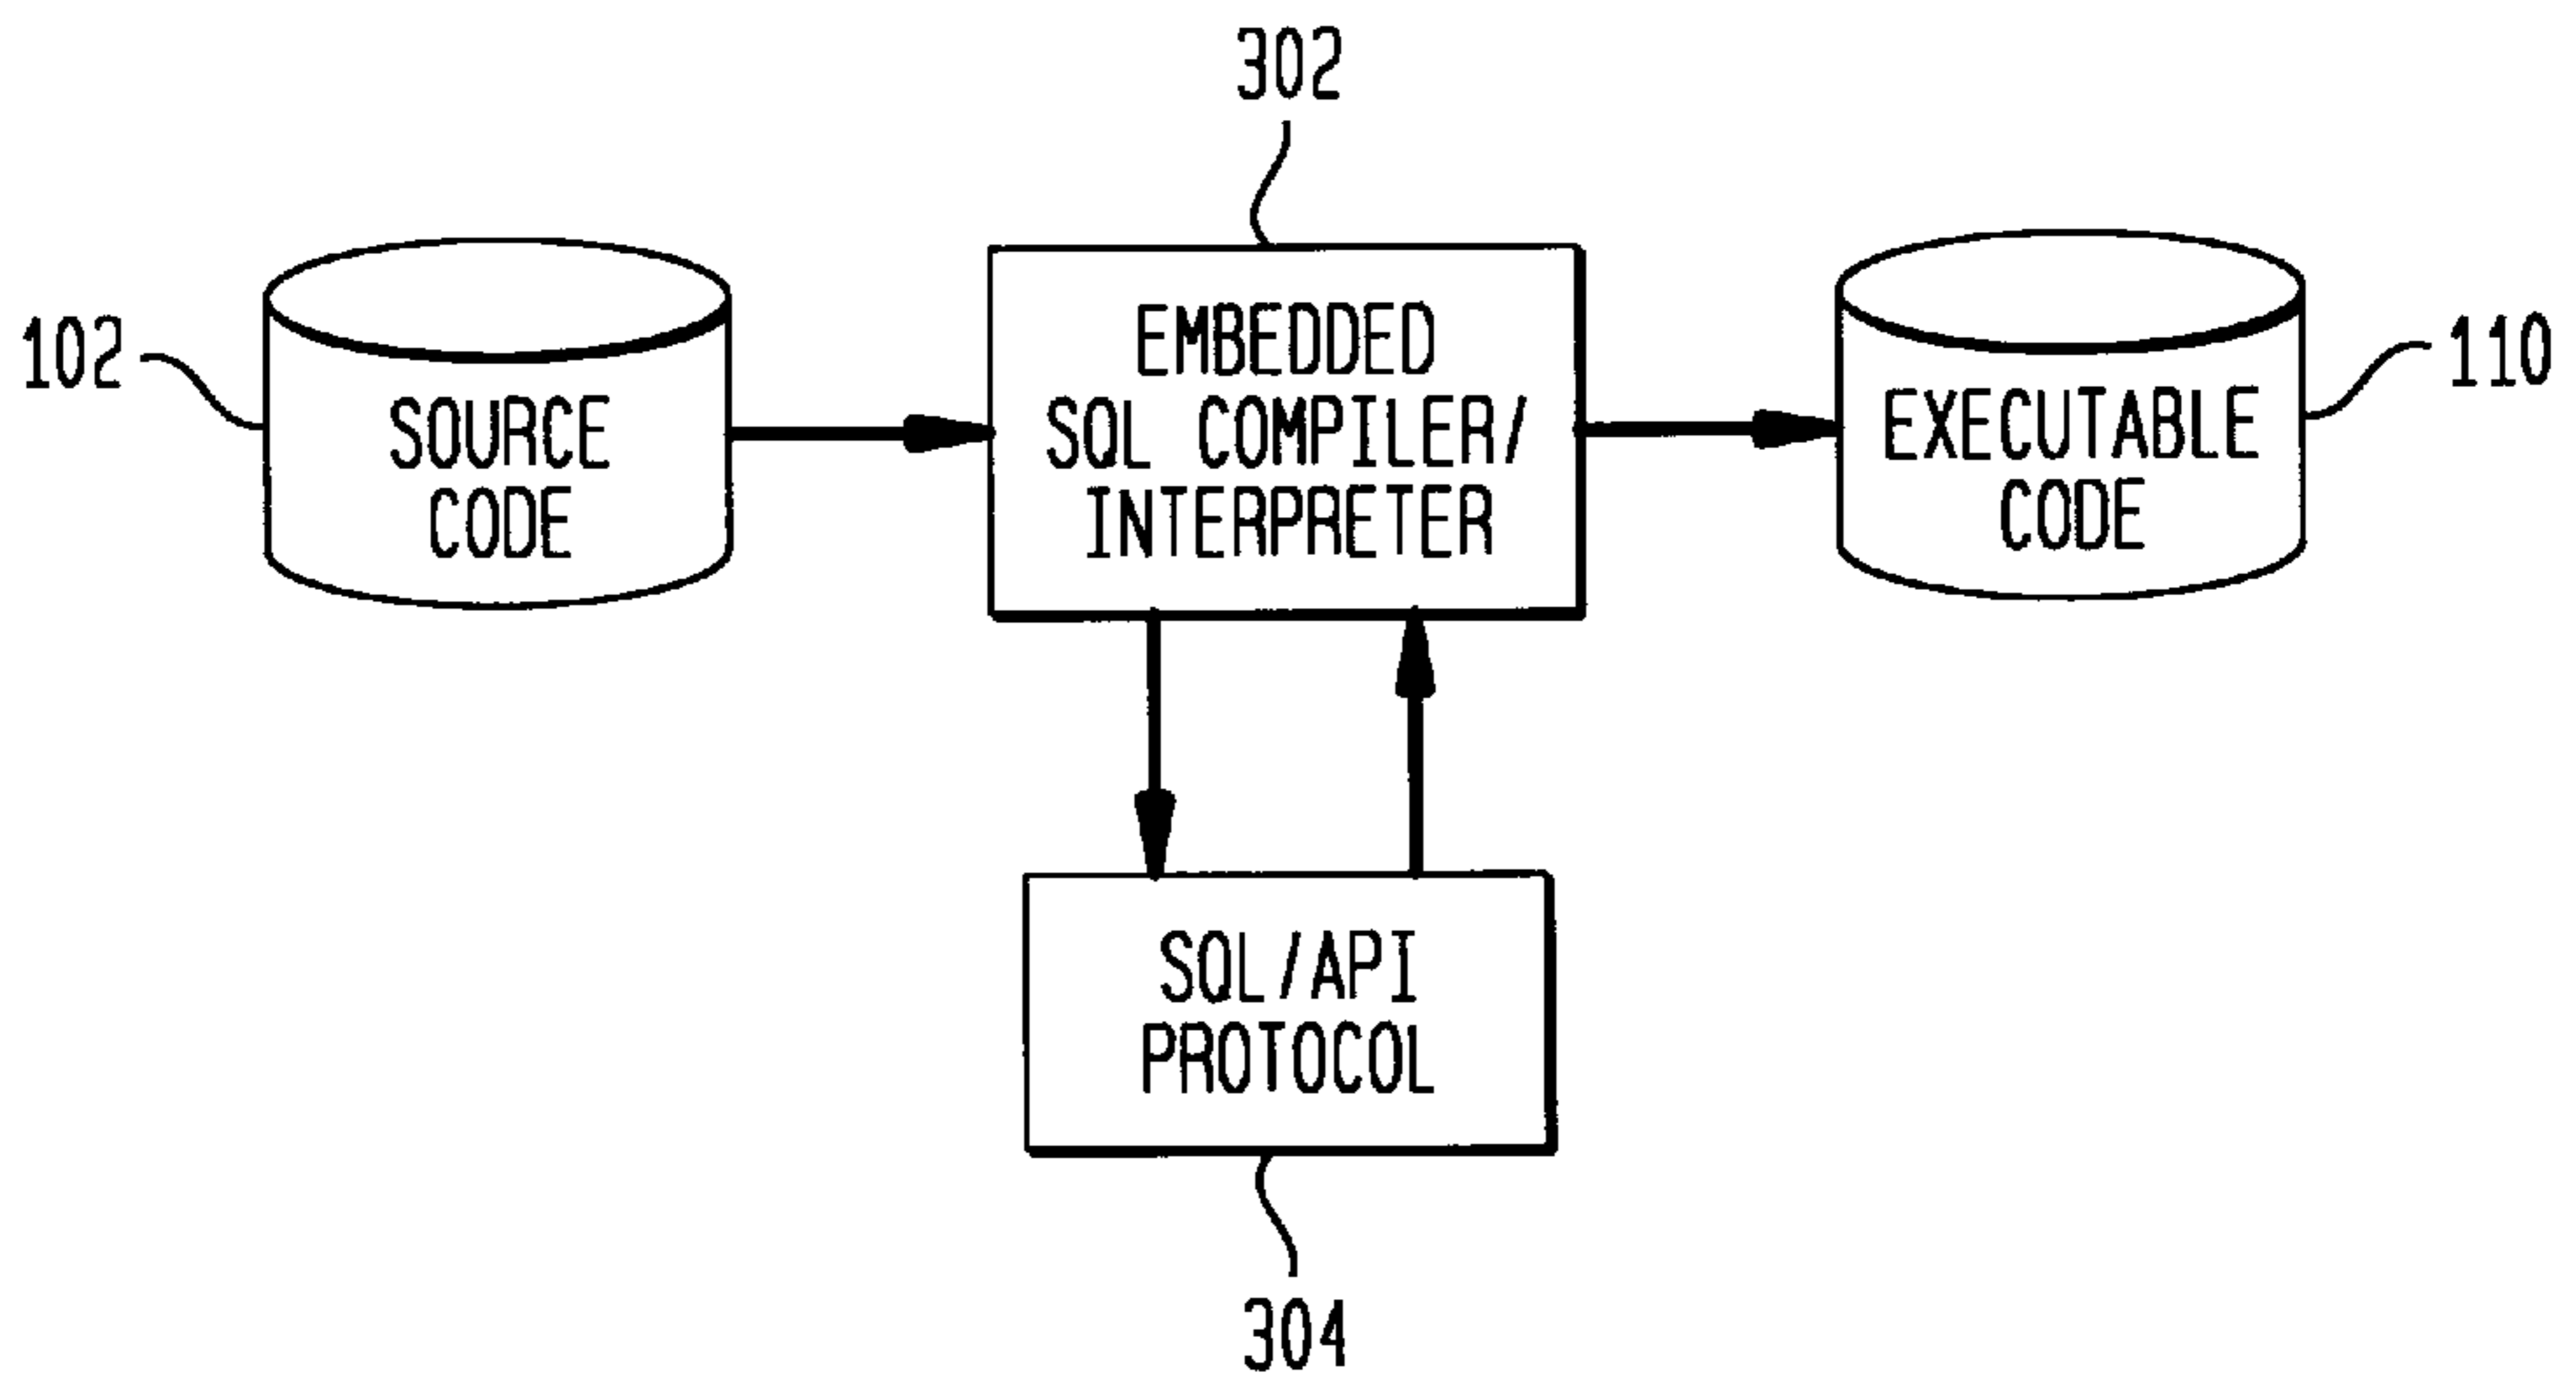 302
102
SOURCE
CODE
EMBEDDED
SQL COMPILER/
INTERPRETER
EXECUTABLE
CODE
110
SQL/API
PROTOCOL
304